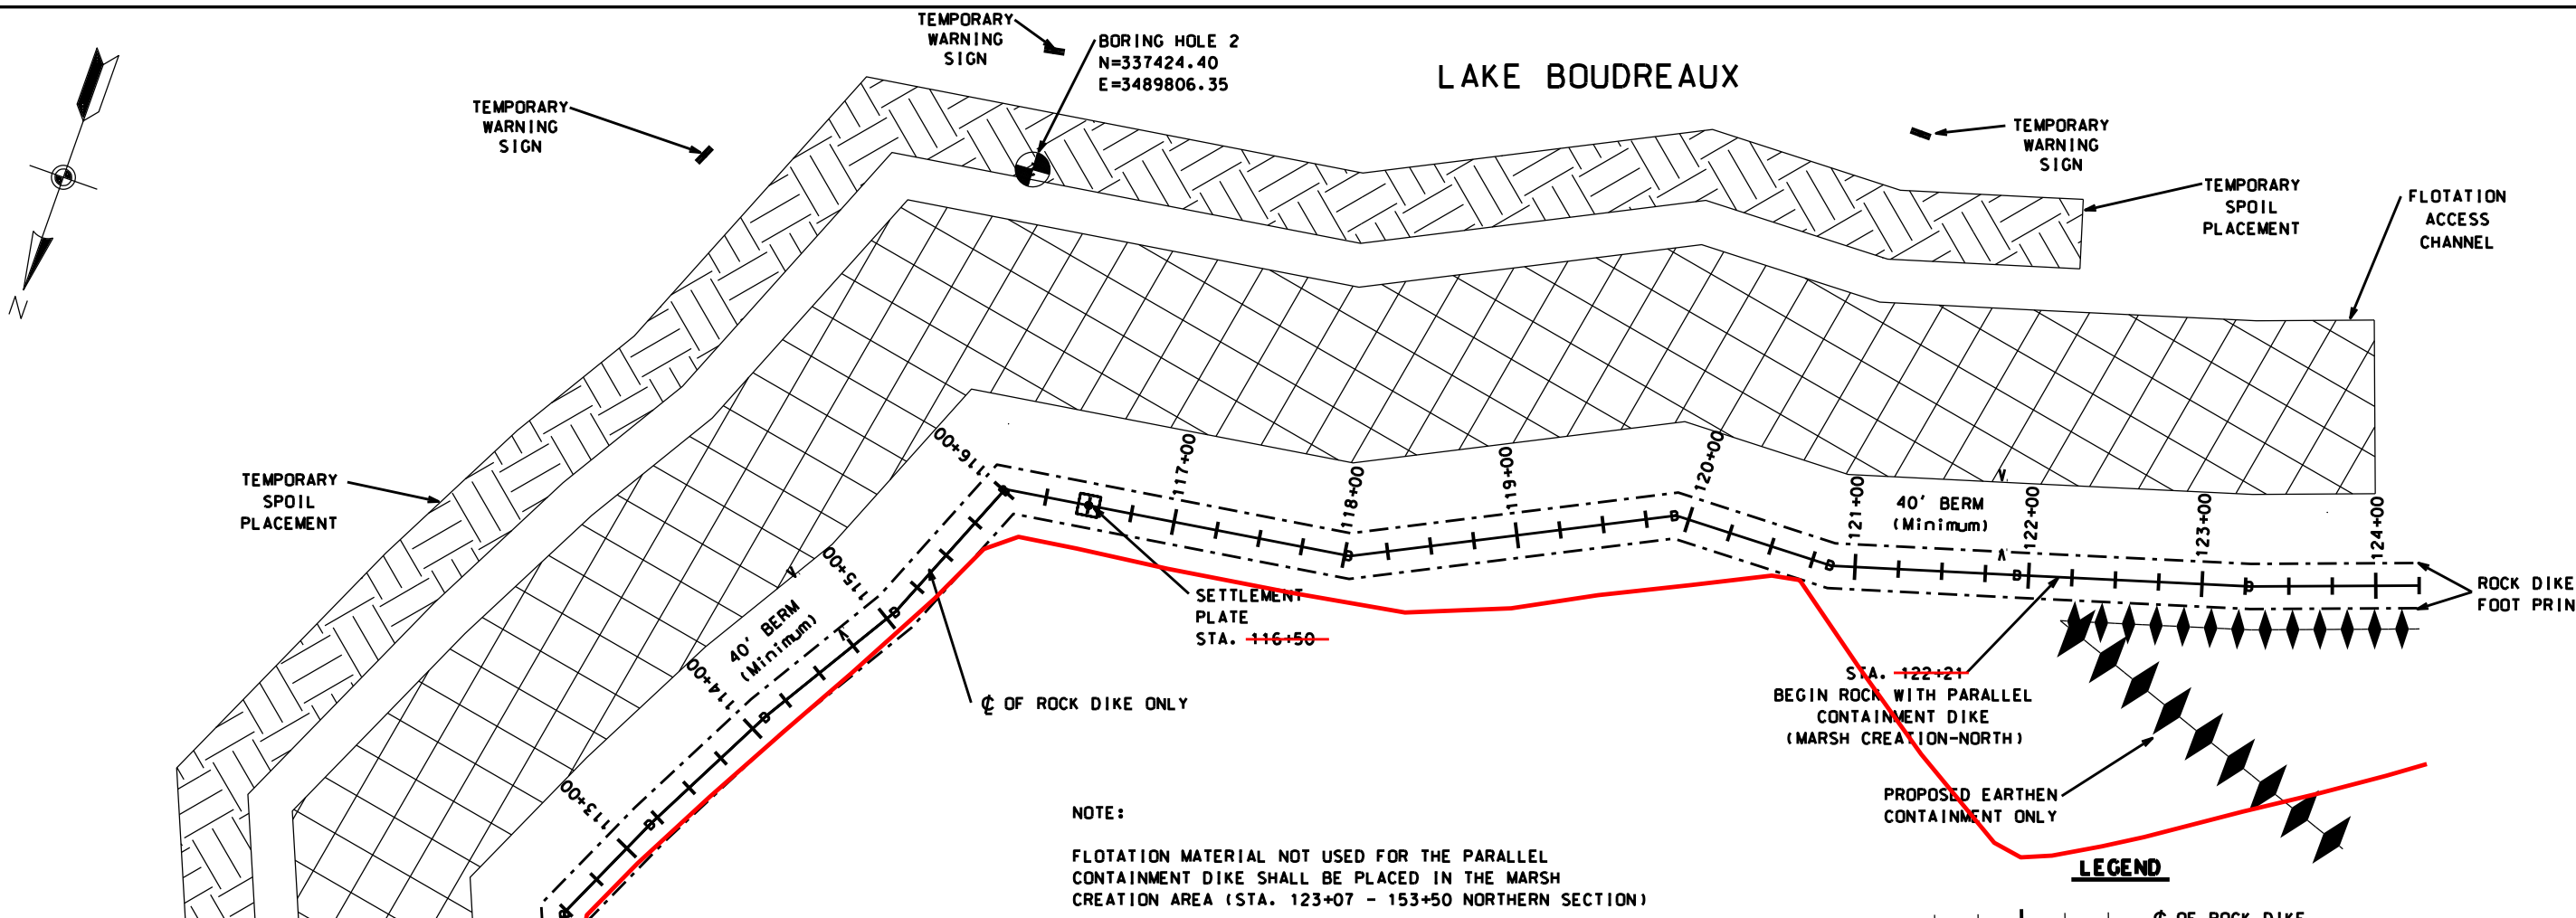 TEMPORARY
WARNING
SIGN
BORING HOLE 2
N=337424.40
E=3489806.35
LAKE BOUDREAUX
TEMPORARY
WARNING
SIGN
TEMPORARY
WARNING
SIGN
TEMPORARY
SPOIL
PLACEMENT
FLOTATION
ACCESS
CHANNEL
N
TEMPORARY
SPOIL
PLACEMENT
116+00
117+00
118+00
119+00
120+00
121+00
40' BERM
(Minimum)
122+00
123+00
124+00
115+00
40' BERM
(Minimum)
114+00
113+00
SETTLEMENT
PLATE
STA. 116+50
ROCK DIKE
FOOT PRIN
₵ OF ROCK DIKE ONLY
STA. 122+21
BEGIN ROCK WITH PARALLEL
CONTAINMENT DIKE
(MARSH CREATION-NORTH)
PROPOSED EARTHEN
CONTAINMENT ONLY
NOTE:
FLOTATION MATERIAL NOT USED FOR THE PARALLEL
CONTAINMENT DIKE SHALL BE PLACED IN THE MARSH
CREATION AREA (STA. 123+07 - 153+50 NORTHERN SECTION)
LEGEND
₵ OF ROCK DIKE